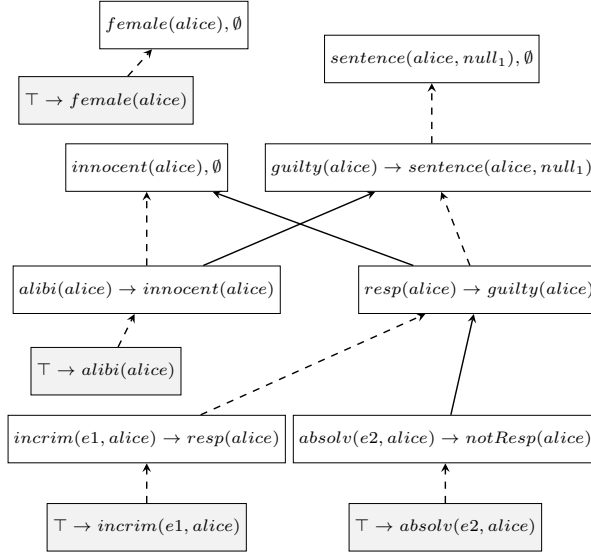 female(alice), ∅
sentence(alice, null₁), ∅
⊤ → female(alice)
innocent(alice), ∅
guilty(alice) → sentence(alice, null₁)
alibi(alice) → innocent(alice)
resp(alice) → guilty(alice)
⊤ → alibi(alice)
incrim(e1, alice) → resp(alice)
absolv(e2, alice) → notResp(alice)
⊤ → incrim(e1, alice)
⊤ → absolv(e2, alice)